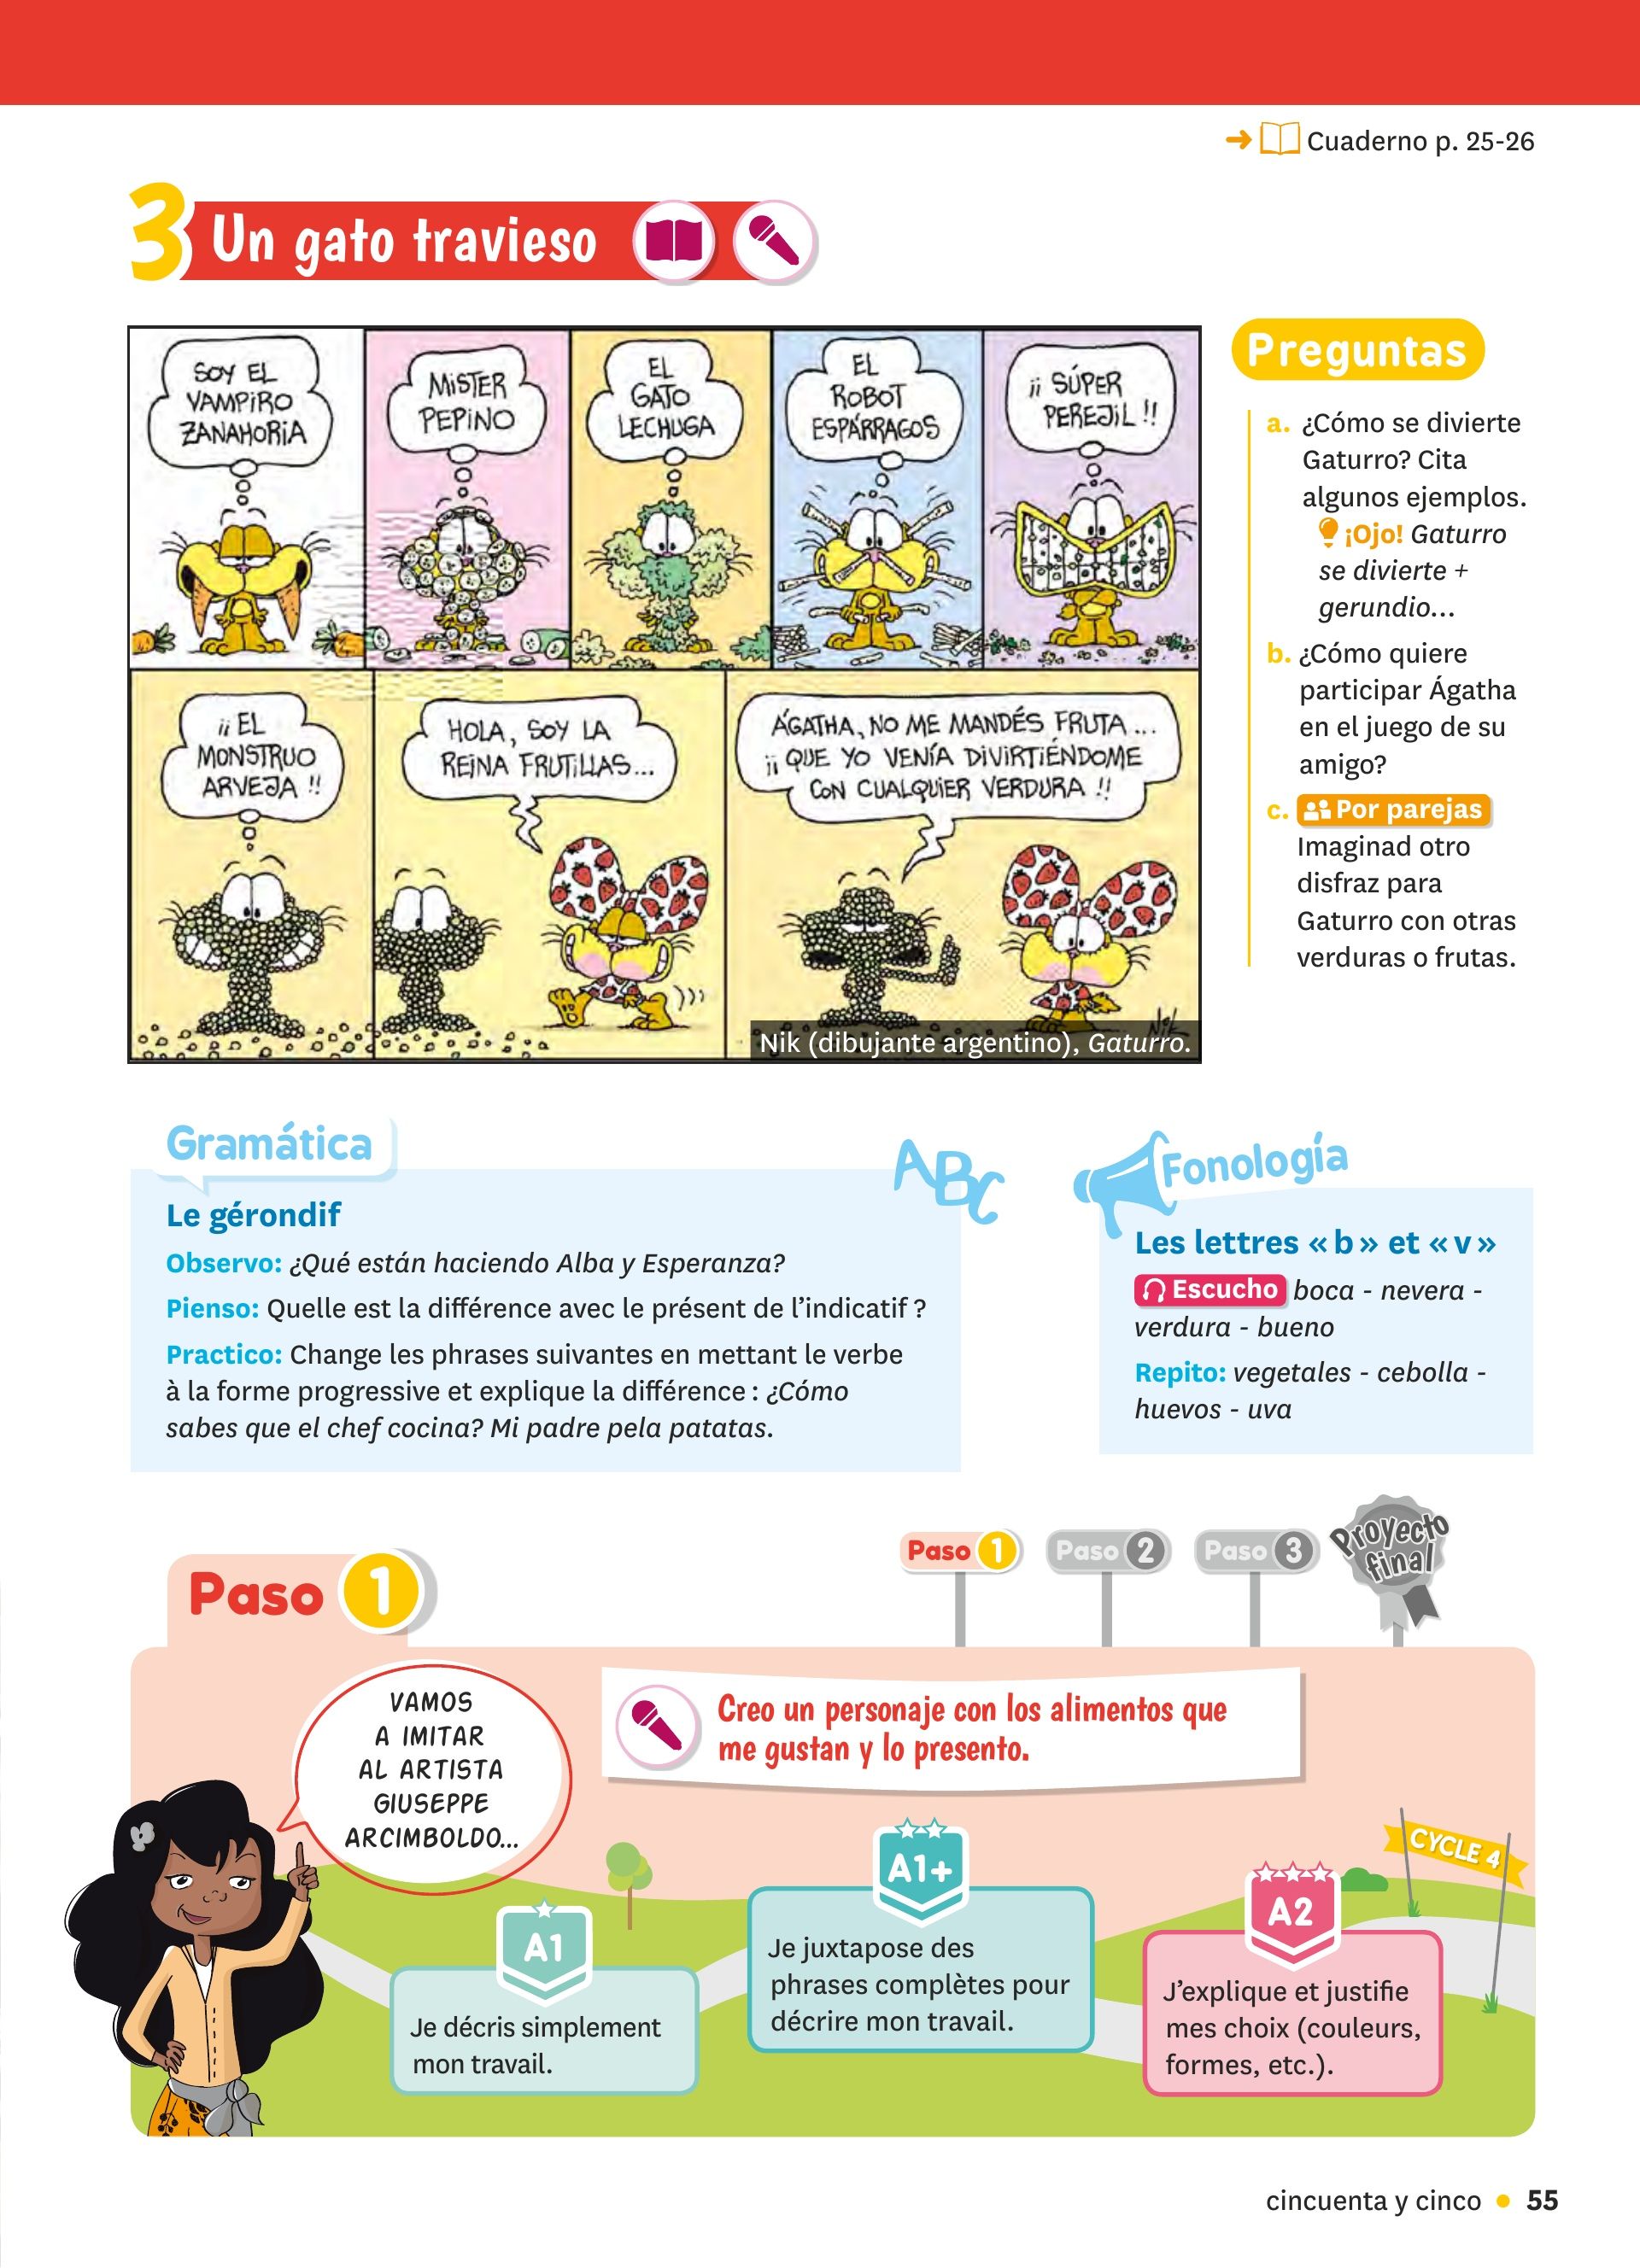 Cuaderno p. 25-26
3 Un gato travieso
SOY EL
VAMPIRO
ZANAHORIA
MISTER
PEPINO
EL
GATO
LECHUGA
EL
ROBOT
ESPÁRRAGOS
¡¡ SÚPER
PEREJIL !!
¡¡ EL
MONSTRUO
ARVEJA !!
HOLA, SOY LA
REINA FRUTILLAS...
ÁGATHA, NO ME MANDÉS FRUTA...
¡¡ QUE YO VENÍA DIVIRTIÉNDOME
CON CUALQUIER VERDURA !!
NiK
Nik (dibujante argentino), Gaturro.
Preguntas
a. ¿Cómo se divierte
Gaturro? Cita
algunos ejemplos.
¡Ojo! Gaturro
se divierte +
gerundio...
b. ¿Cómo quiere
participar Ágatha
en el juego de su
amigo?
c. Por parejas
Imaginad otro
disfraz para
Gaturro con otras
verduras o frutas.
Gramática
ABC
Le gérondif
Observo: ¿Qué están haciendo Alba y Esperanza?
Pienso: Quelle est la différence avec le présent de l'indicatif ?
Practico: Change les phrases suivantes en mettant le verbe
à la forme progressive et explique la différence : ¿Cómo
sabes que el chef cocina? Mi padre pela patatas.
Fonología
Les lettres « b » et « v »
Escucho boca - nevera -
verdura - bueno
Repito: vegetales - cebolla -
huevos - uva
Paso 1
Paso 1
Paso 2
Paso 3
Proyecto
final
VAMOS
A IMITAR
AL ARTISTA
GIUSEPPE
ARCIMBOLDO...
Creo un personaje con los alimentos que
me gustan y lo presento.
A1
Je décris simplement
mon travail.
A1+
Je juxtapose des
phrases complètes pour
décrire mon travail.
A2
J'explique et justifie
mes choix (couleurs,
formes, etc.).
CYCLE 4
cincuenta y cinco • 55